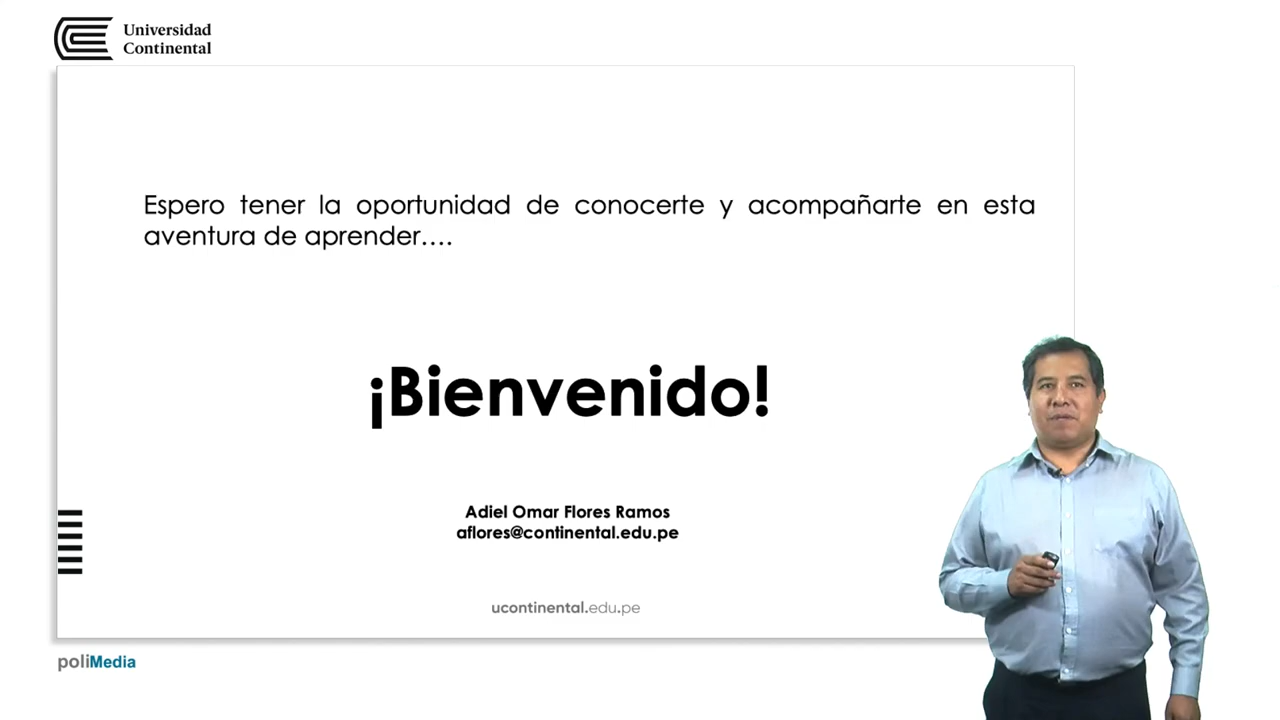 Universidad
Continental
Espero tener la oportunidad de conocerte y acompañarte en esta
aventura de aprender....
¡Bienvenido!
Adiel Omar Flores Ramos
aflores@continental.edu.pe
ucontinental.edu.pe
poliMedia